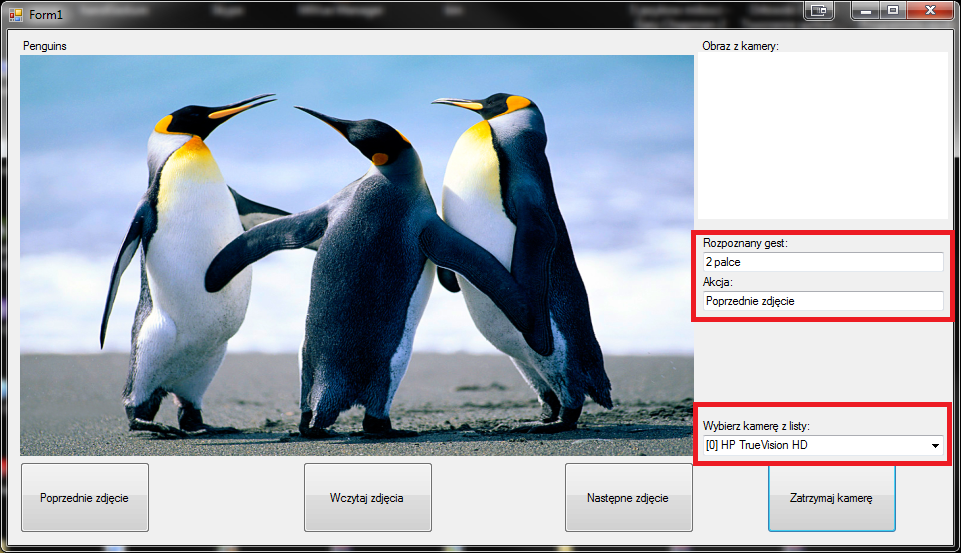 Form1
Penguins
Obraz z kamery:
Rozpoznany gest:
2 palce
Akcja:
Poprzednie zdjęcie
Wybierz kamerę z listy:
[0] HP TrueVision HD
Poprzednie zdjęcie
Wczytaj zdjęcia
Następne zdjęcie
Zatrzymaj kamerę